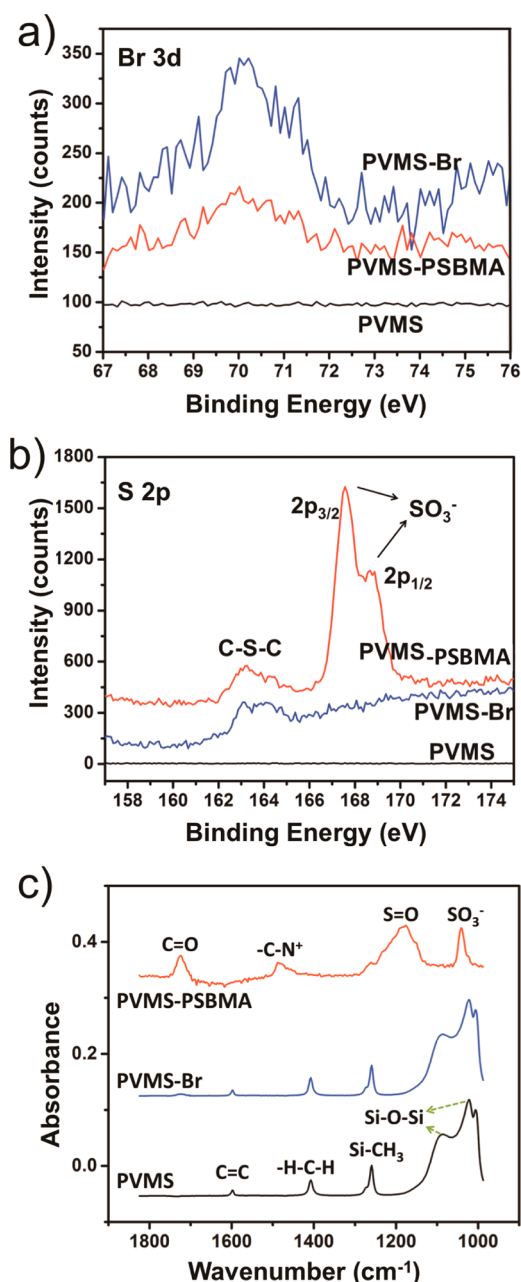 a)
Br 3d
350
300
250
200
150
100
50
PVMS-Br
PVMS-PSBMA
PVMS
67 68 69 70 71 72 73 74 75 76
Intensity (counts)
Binding Energy (eV)
b)
S 2p
1800
1500
1200
900
600
300
0
2p3/2
SO3-
2p1/2
C-S-C
PVMS-PSBMA
PVMS-Br
PVMS
158 160 162 164 166 168 170 172 174
Intensity (counts)
Binding Energy (eV)
c)
0.4
0.2
0.0
C=O
-C-N+
S=O
SO3-
PVMS-PSBMA
PVMS-Br
Si-O-Si
Si-CH3
-H-C-H
C=C
PVMS
1800 1600 1400 1200 1000
Absorbance
Wavenumber (cm-1)